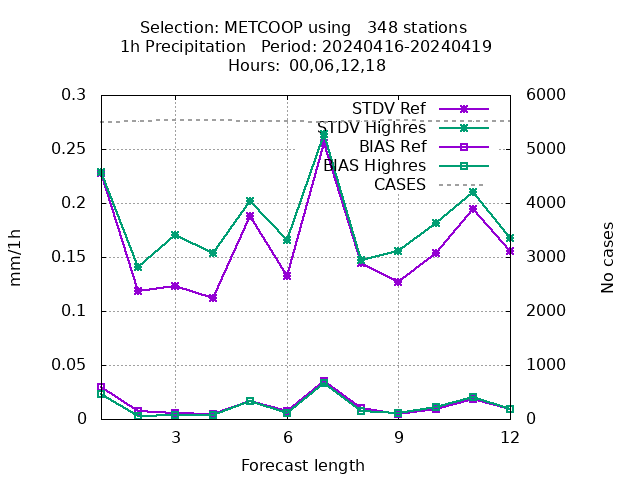 Selection: METCOOP using   348 stations
1h Precipitation   Period: 20240416-20240419
Hours: 00,06,12,18
0.3
0.25
0.2
0.15
0.1
0.05
0
6000
5000
4000
3000
2000
1000
0
STDV Ref
STDV Highres
BIAS Ref
BIAS Highres
CASES
mm/1h
No cases
3
6
9
12
Forecast length